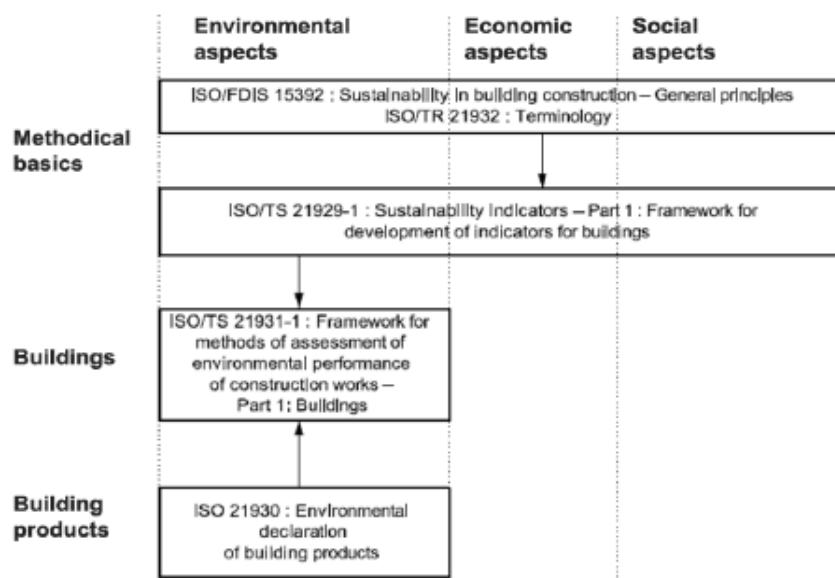 Environmental
aspects
Economic
aspects
Social
aspects
Methodical
basics
ISO/FDIS 15392 : Sustainability in building construction – General principles
ISO/TR 21932 : Terminology
ISO/TS 21929-1 : Sustainability Indicators – Part 1 : Framework for
development of indicators for buildings
Buildings
ISO/TS 21931-1 : Framework for
methods of assessment of
environmental performance
of construction works –
Part 1: Buildings
Building
products
ISO 21930 : Environmental
declaration
of building products